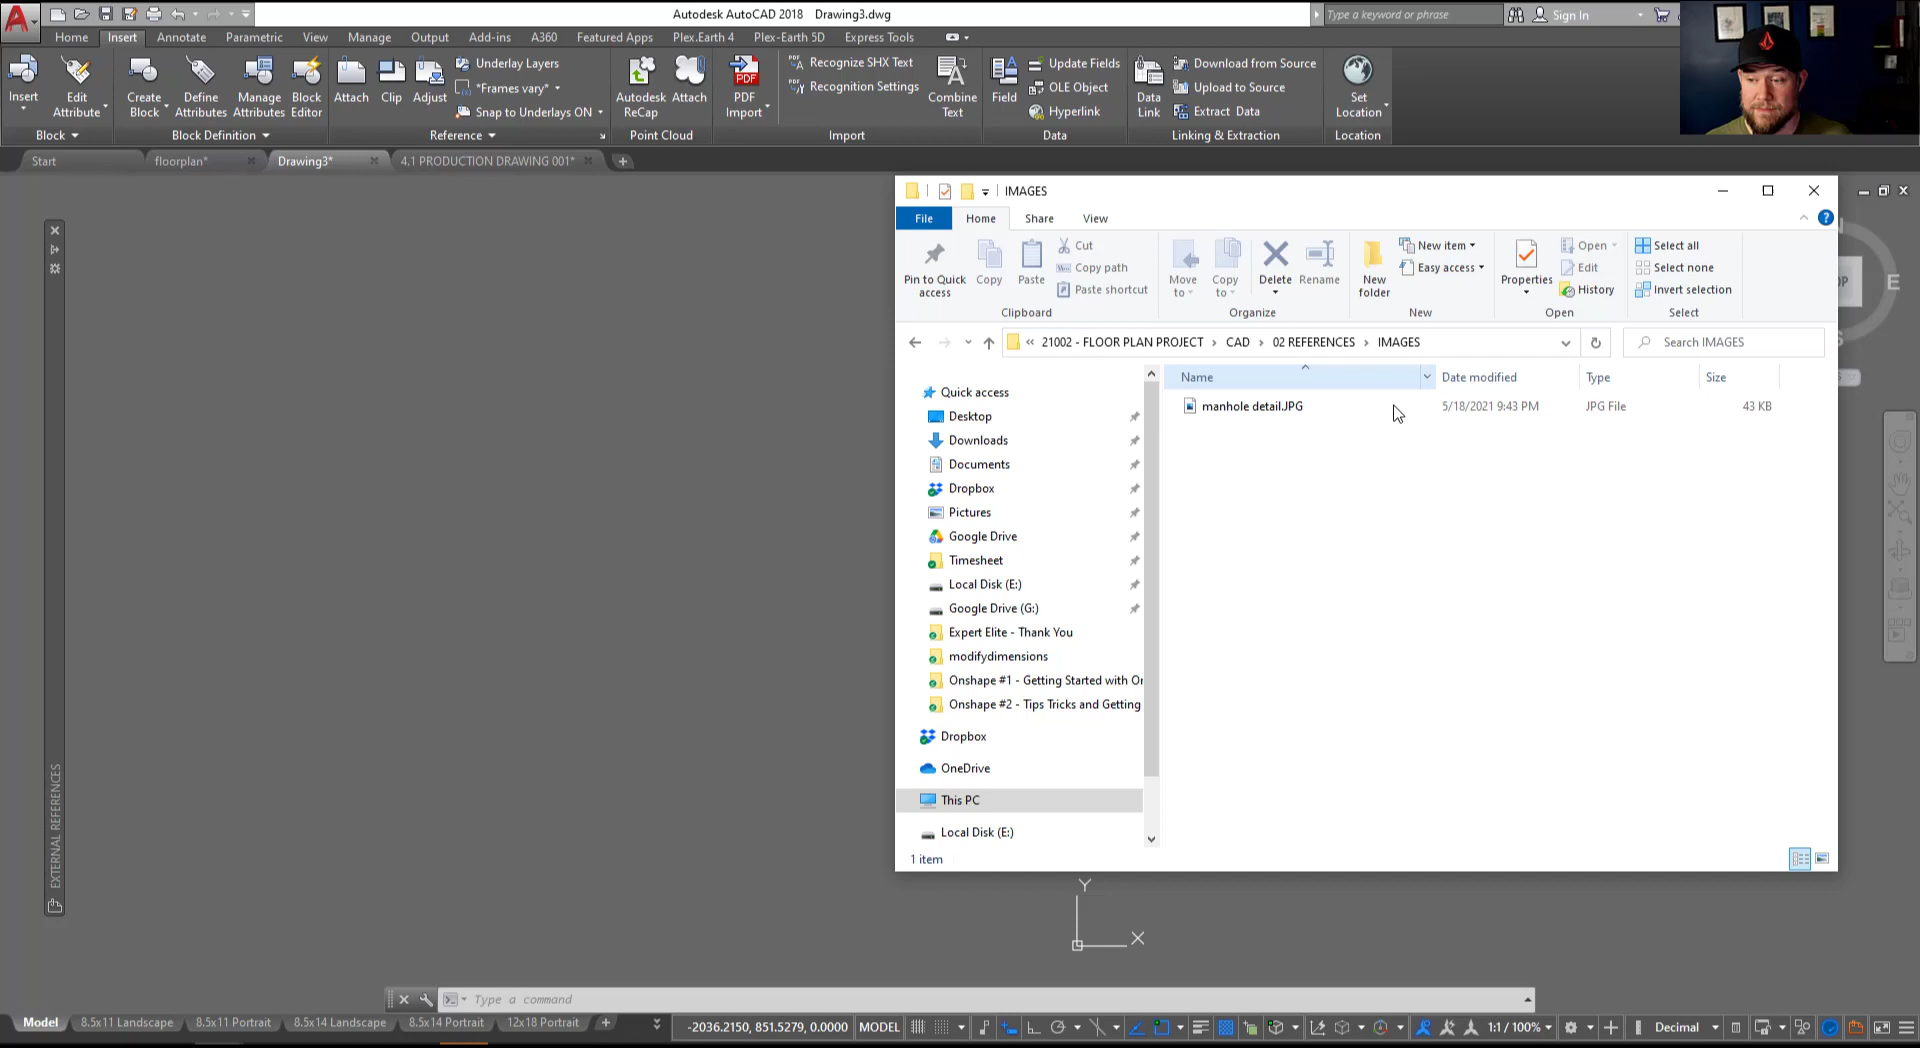 Autodesk AutoCAD 2018 Drawing3.dwg
Type a keyword or phrase
Sign In
Home Insert Annotate Parametric View Manage Output Add-ins A360 Featured Apps Plex.Earth 4 Plex-Earth 5D Express Tools
Insert
Edit Attribute
Create Block
Define Attributes
Manage Attributes
Block Editor
Attach
Clip
Adjust
Underlay Layers
*Frames vary*
Snap to Underlays ON
Autodesk ReCap
Attach
PDF Import
PDF
Recognize SHX Text
Recognition Settings
Combine Text
Field
Update Fields
OLE Object
Hyperlink
Data Link
Download from Source
Upload to Source
Extract Data
Set Location
Block
Block Definition
Reference
Point Cloud
Import
Data
Linking & Extraction
Location
Start floorplan* Drawing3* 4.1 PRODUCTION DRAWING 001*
IMAGES
File Home Share View
Pin to Quick access
Copy
Paste
Cut
Copy path
Paste shortcut
Move to
Copy to
Delete
Rename
New folder
New item
Easy access
Properties
Open
Edit
History
Select all
Select none
Invert selection
Clipboard
Organize
New
Open
Select
« 21002 - FLOOR PLAN PROJECT › CAD › 02 REFERENCES › IMAGES
Search IMAGES
Name Date modified Type Size
manhole detail.JPG 5/18/2021 9:43 PM JPG File 43 KB
Quick access
Desktop
Downloads
Documents
Dropbox
Pictures
Google Drive
Timesheet
Local Disk (E:)
Google Drive (G:)
Expert Elite - Thank You
modifydimensions
Onshape #1 - Getting Started with Or
Onshape #2 - Tips Tricks and Getting
Dropbox
OneDrive
This PC
Local Disk (E:)
1 item
EXTERNAL REFERENCES
E
Y
X
Type a command
Model 8.5x11 Landscape 8.5x11 Portrait 8.5x14 Landscape 8.5x14 Portrait 12x18 Portrait
-2036.2150, 851.5279, 0.0000 MODEL
1:1 / 100%
Decimal